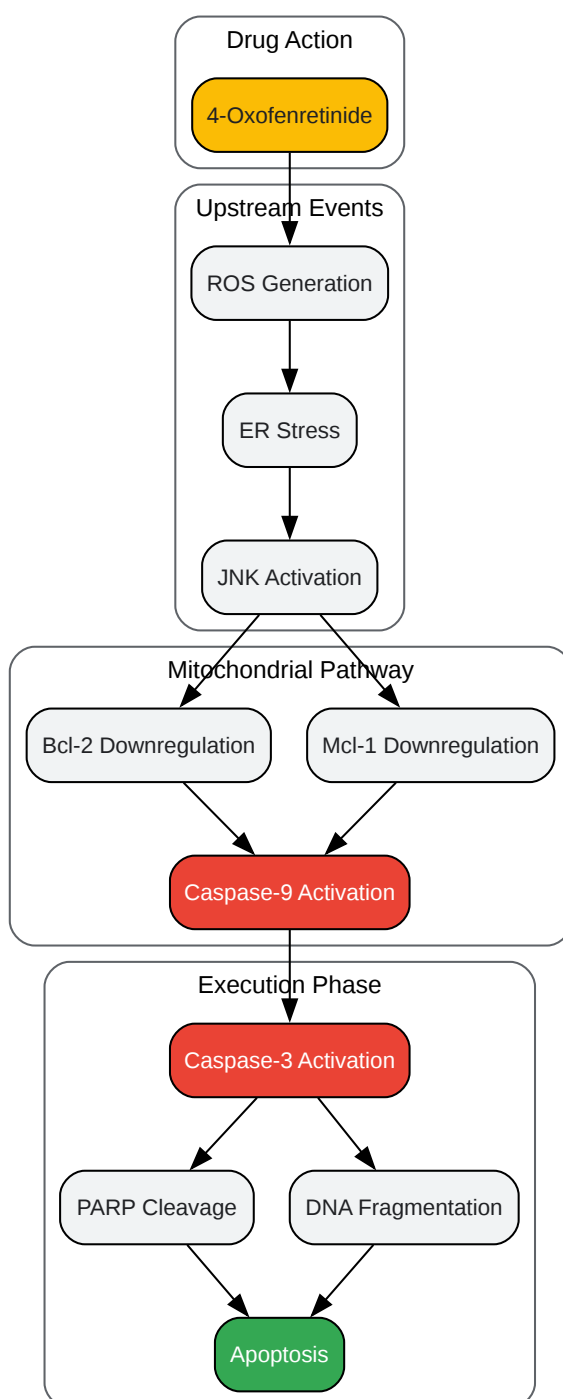 Drug Action
4-Oxofenretinide
Upstream Events
ROS Generation
ER Stress
JNK Activation
Mitochondrial Pathway
Bcl-2 Downregulation
Mcl-1 Downregulation
Caspase-9 Activation
Execution Phase
Caspase-3 Activation
PARP Cleavage
DNA Fragmentation
Apoptosis